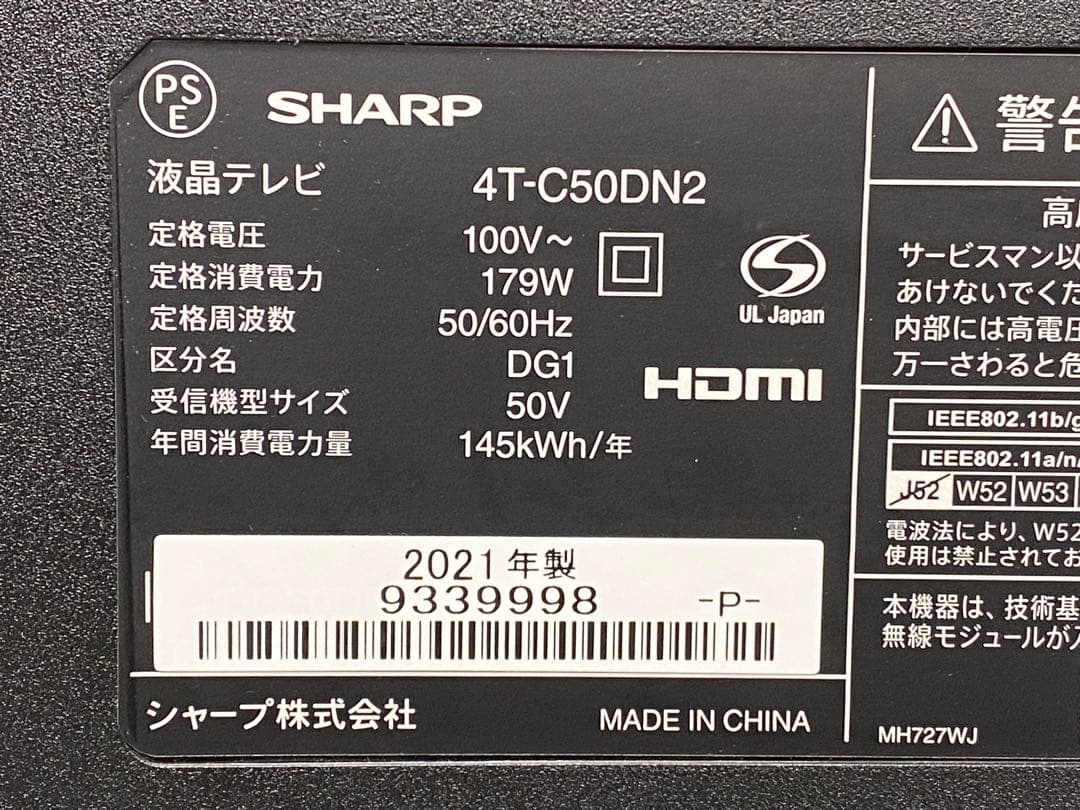 PSE
SHARP
液晶テレビ 4T-C50DN2
定格電圧 100V～
定格消費電力 179W
定格周波数 50/60Hz
区分名 DG1
受信機型サイズ 50V
年間消費電力量 145kWh/年
UL Japan
HDMI
2021年製
9339998 -P-
シャープ株式会社 MADE IN CHINA
警告
高
サービスマン以
あけないでくだ
内部には高電圧
万一さわると危
IEEE802.11b/g
IEEE802.11a/n
J52 W52 W53
電波法により、W52
使用は禁止されてお
本機器は、技術基
無線モジュールが
MH727WJ